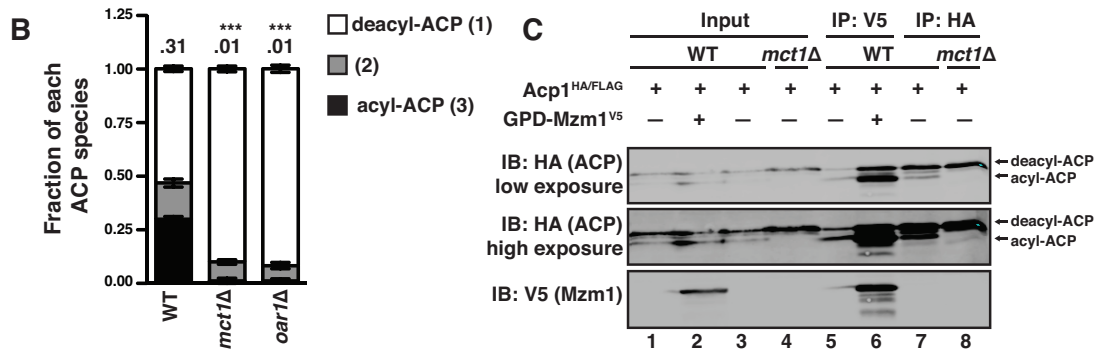 B
Fraction of each
ACP species
1.25
1.00
0.75
0.50
0.25
0.00
*** ***
.31 .01 .01
WT mct1Δ oar1Δ
deacyl-ACP (1)
(2)
acyl-ACP (3)
C
Input IP: V5 IP: HA
WT mct1Δ WT mct1Δ
Acp1HA/FLAG + + + + + + + +
GPD-Mzm1V5 – + – – – + – –
IB: HA (ACP)
low exposure
deacyl-ACP
acyl-ACP
IB: HA (ACP)
high exposure
deacyl-ACP
acyl-ACP
IB: V5 (Mzm1)
1 2 3 4 5 6 7 8